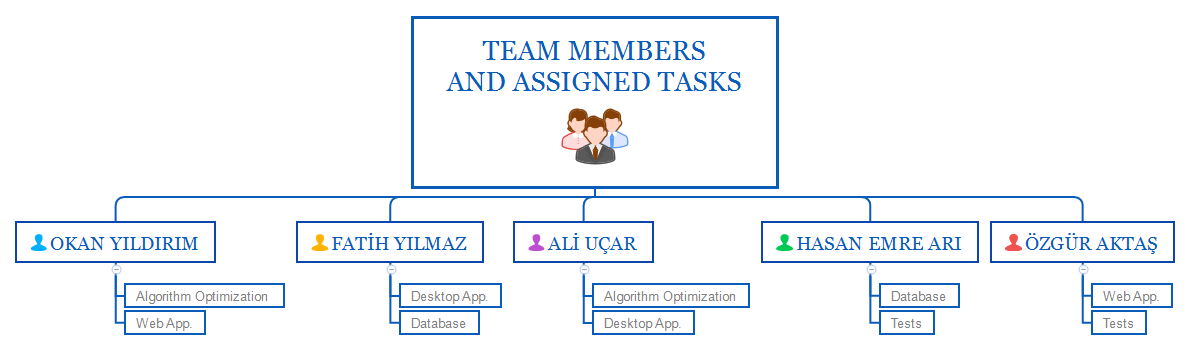 TEAM MEMBERS
AND ASSIGNED TASKS
OKAN YILDIRIM
Algorithm Optimization
Web App.
FATİH YILMAZ
Desktop App.
Database
ALİ UÇAR
Algorithm Optimization
Desktop App.
HASAN EMRE ARI
Database
Tests
ÖZGÜR AKTAŞ
Web App.
Tests